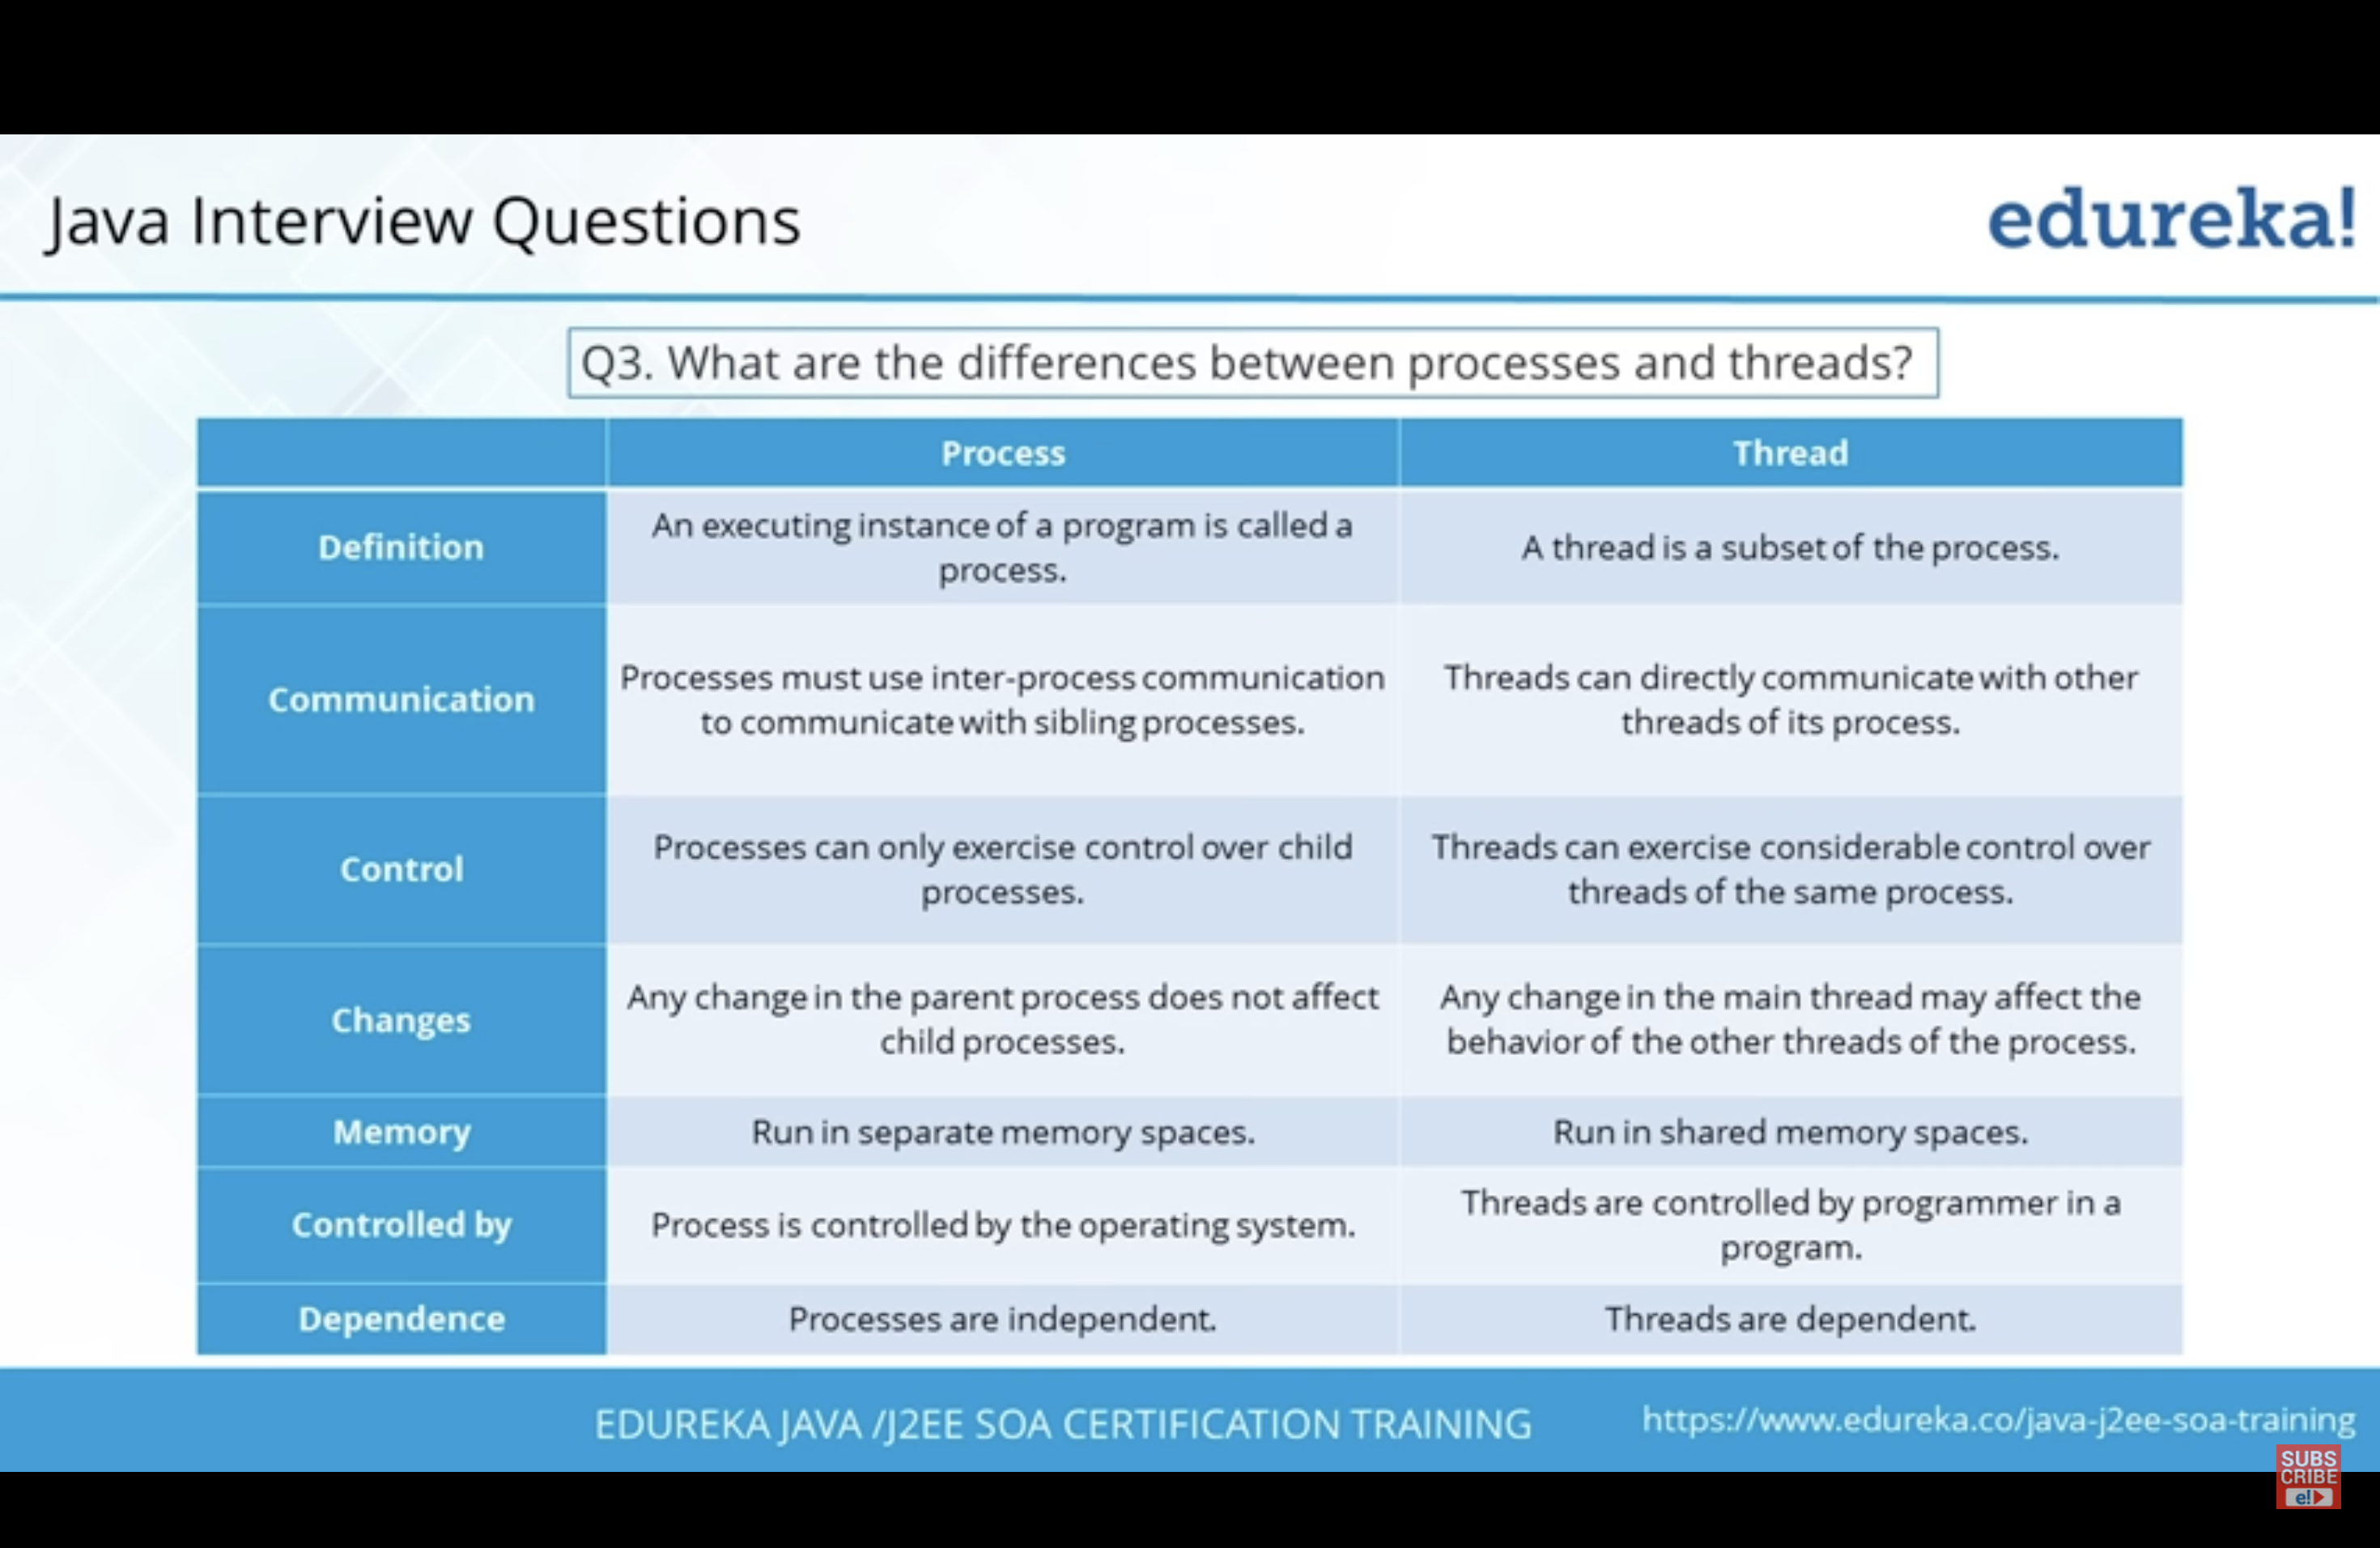 Java Interview Questions
edureka!
Q3. What are the differences between processes and threads?
Process
Thread
Definition
An executing instance of a program is called a
process.
A thread is a subset of the process.
Communication
Processes must use inter-process communication
to communicate with sibling processes.
Threads can directly communicate with other
threads of its process.
Control
Processes can only exercise control over child
processes.
Threads can exercise considerable control over
threads of the same process.
Changes
Any change in the parent process does not affect
child processes.
Any change in the main thread may affect the
behavior of the other threads of the process.
Memory
Run in separate memory spaces.
Run in shared memory spaces.
Controlled by
Process is controlled by the operating system.
Threads are controlled by programmer in a
program.
Dependence
Processes are independent.
Threads are dependent.
EDUREKA JAVA /J2EE SOA CERTIFICATION TRAINING
https://www.edureka.co/java-j2ee-soa-training
SUBS
CRIBE
e!